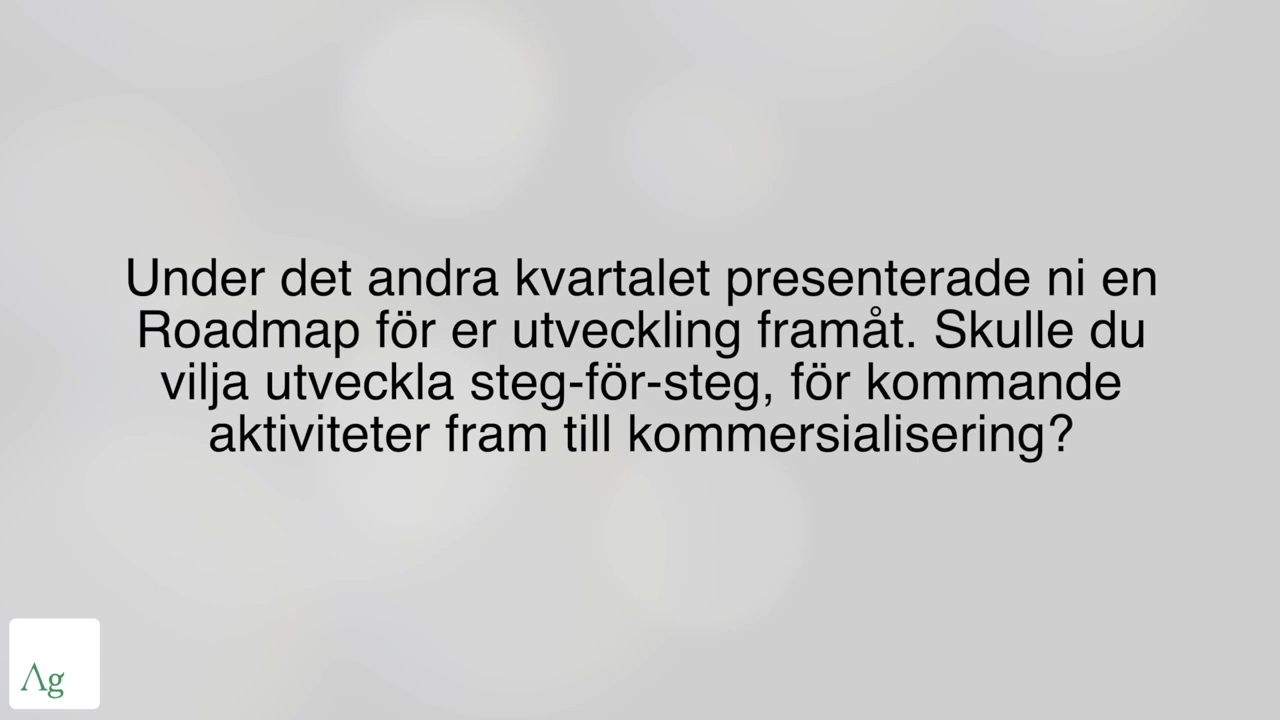 Under det andra kvartalet presenterade ni en
Roadmap för er utveckling framåt. Skulle du
vilja utveckla steg-för-steg, för kommande
aktiviteter fram till kommersialisering?
Λg